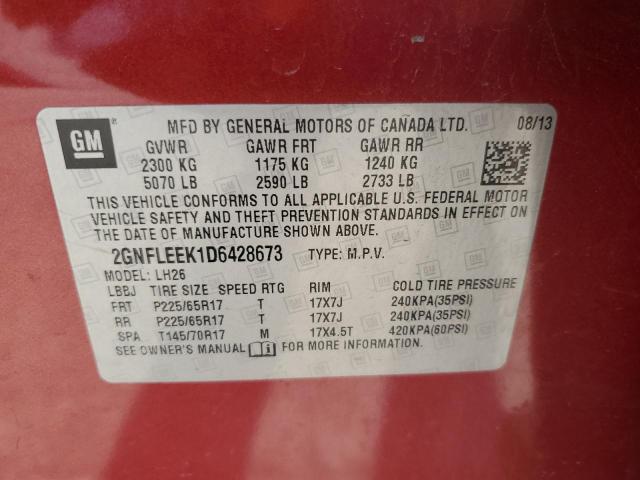 GM
MFD BY GENERAL MOTORS OF CANADA LTD. 08/13
GVWR GAWR FRT GAWR RR
2300 KG 1175 KG 1240 KG
5070 LB 2590 LB 2733 LB
THIS VEHICLE CONFORMS TO ALL APPLICABLE U.S. FEDERAL MOTOR
VEHICLE SAFETY AND THEFT PREVENTION STANDARDS IN EFFECT ON
THE DATE OF MANUFACTURE SHOWN ABOVE.
2GNFLEEK1D6428673 TYPE: M.P.V.
MODEL: LH26
LBBJ TIRE SIZE SPEED RTG RIM COLD TIRE PRESSURE
FRT P225/65R17 T 17X7J 240KPA(35PSI)
RR P225/65R17 T 17X7J 240KPA(35PSI)
SPA T145/70R17 M 17X4.5T 420KPA(60PSI)
SEE OWNER'S MANUAL FOR MORE INFORMATION.